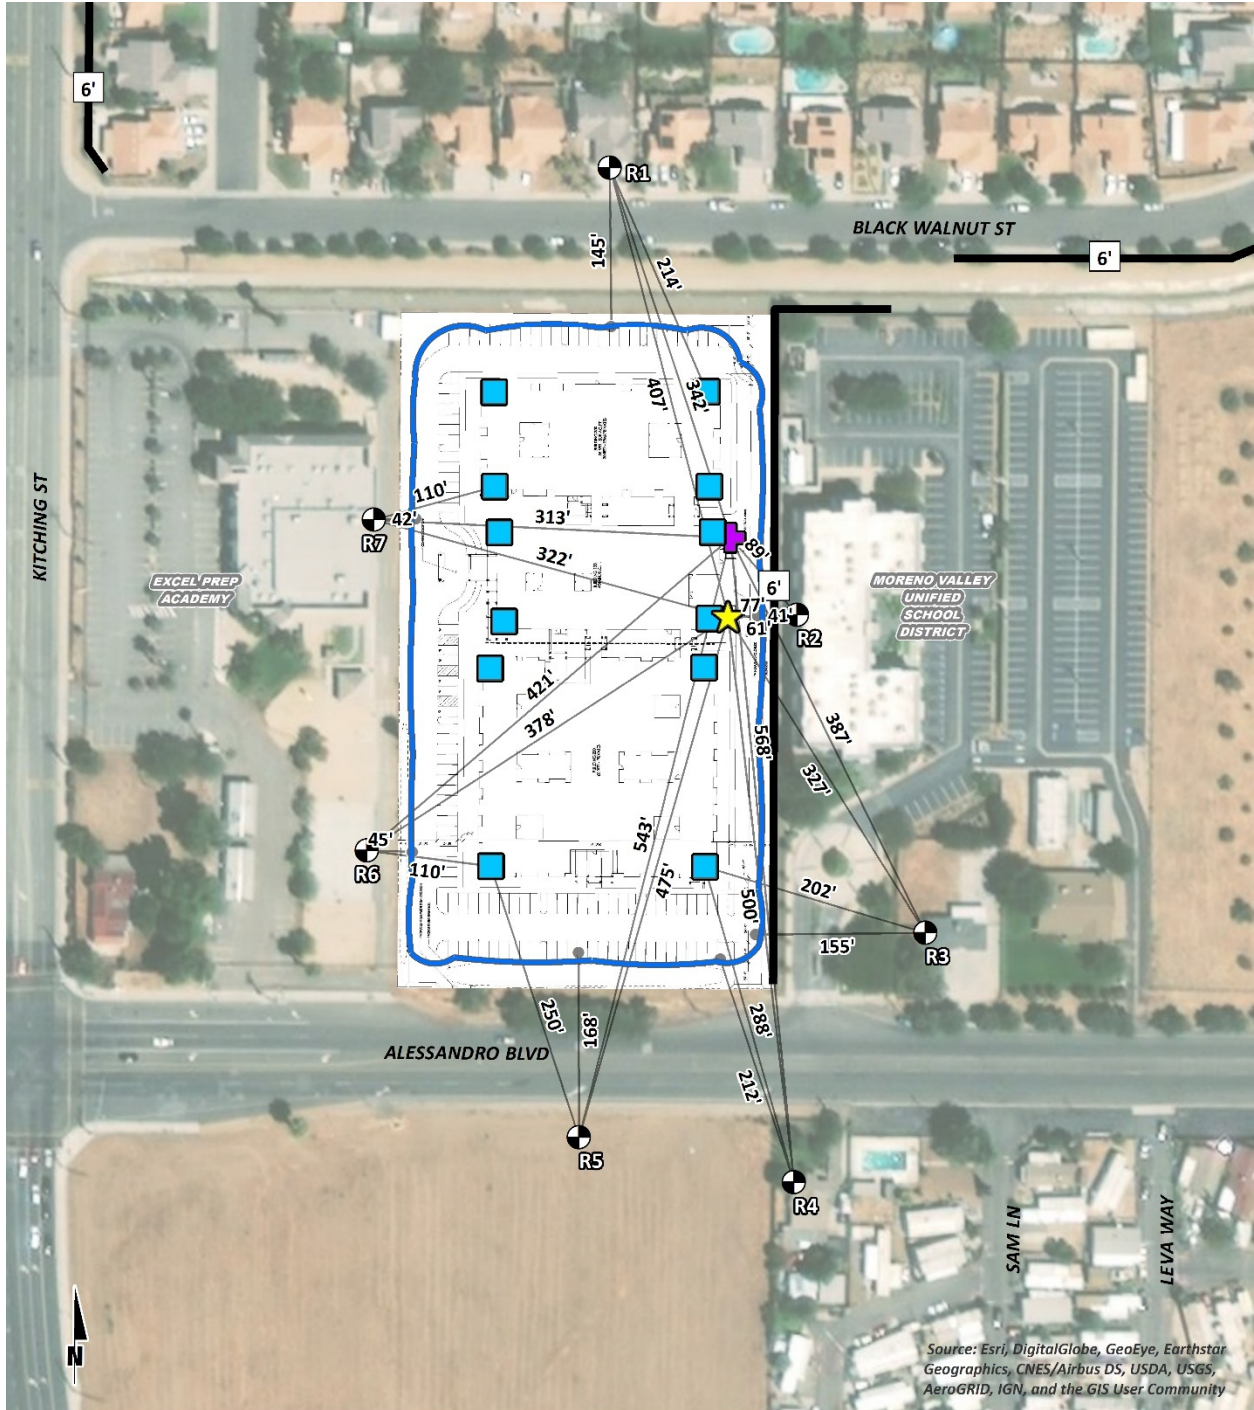 6'
R1
BLACK WALNUT ST
145'
214'
6'
407'
342'
KITCHING ST
110'
42'
313'
R7
322'
89'
EXCEL PREP
ACADEMY
6'
MORENO VALLEY
UNIFIED
SCHOOL
DISTRICT
77'
41'
61'
R2
421'
378'
387'
568'
327'
543'
45'
R6
110'
475'
202'
500'
155'
R3
250'
168'
288'
ALESSANDRO BLVD
212'
R5
R4
SAM LN
LEVA WAY
N
Source: Esri, DigitalGlobe, GeoEye, Earthstar
Geographics, CNES/Airbus DS, USDA, USGS,
AeroGRID, IGN, and the GIS User Community